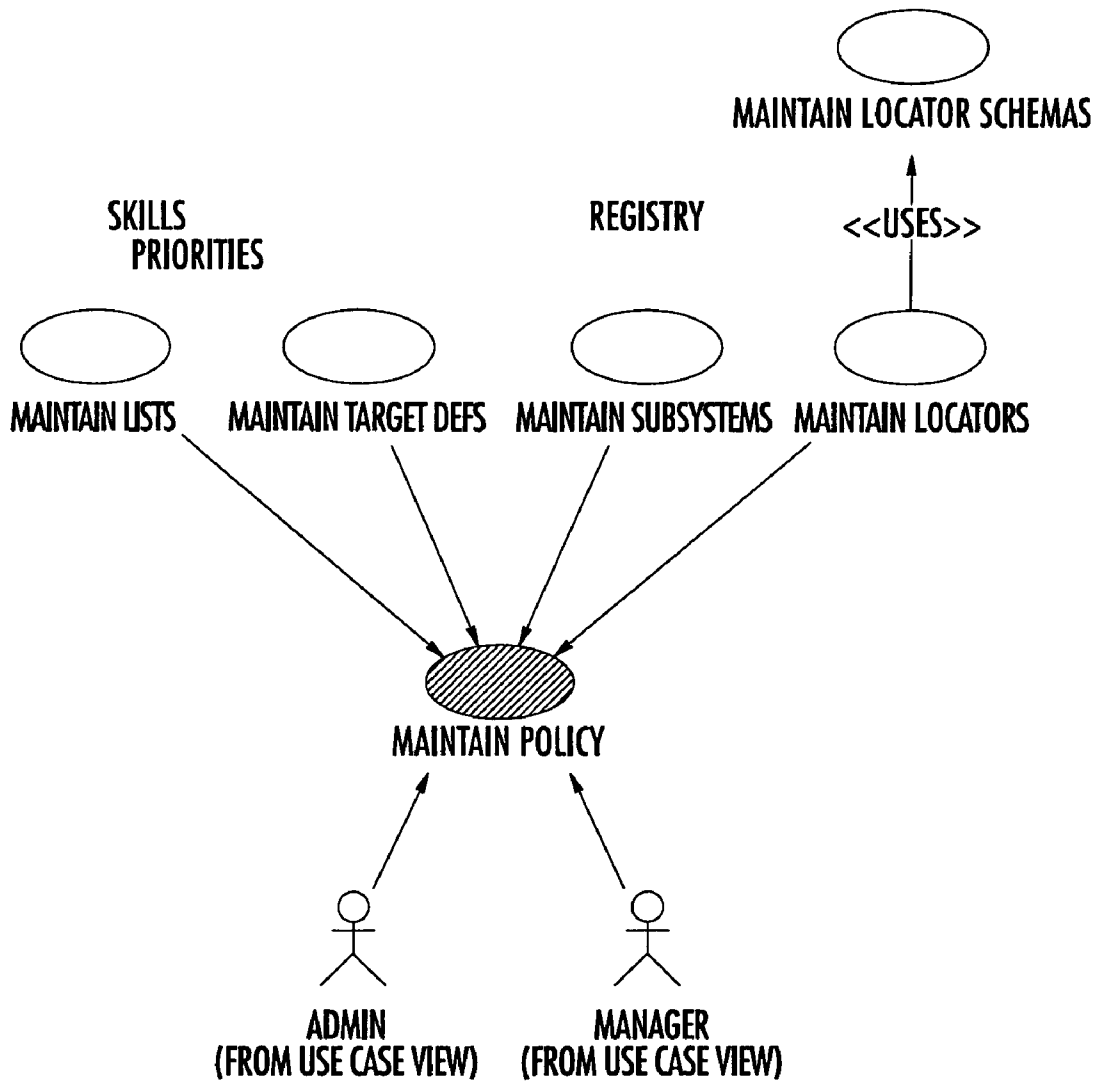 MAINTAIN LOCATOR SCHEMAS
SKILLS
PRIORITIES
REGISTRY
<<USES>>
MAINTAIN LISTS
MAINTAIN TARGET DEFS
MAINTAIN SUBSYSTEMS
MAINTAIN LOCATORS
MAINTAIN POLICY
ADMIN
(FROM USE CASE VIEW)
MANAGER
(FROM USE CASE VIEW)